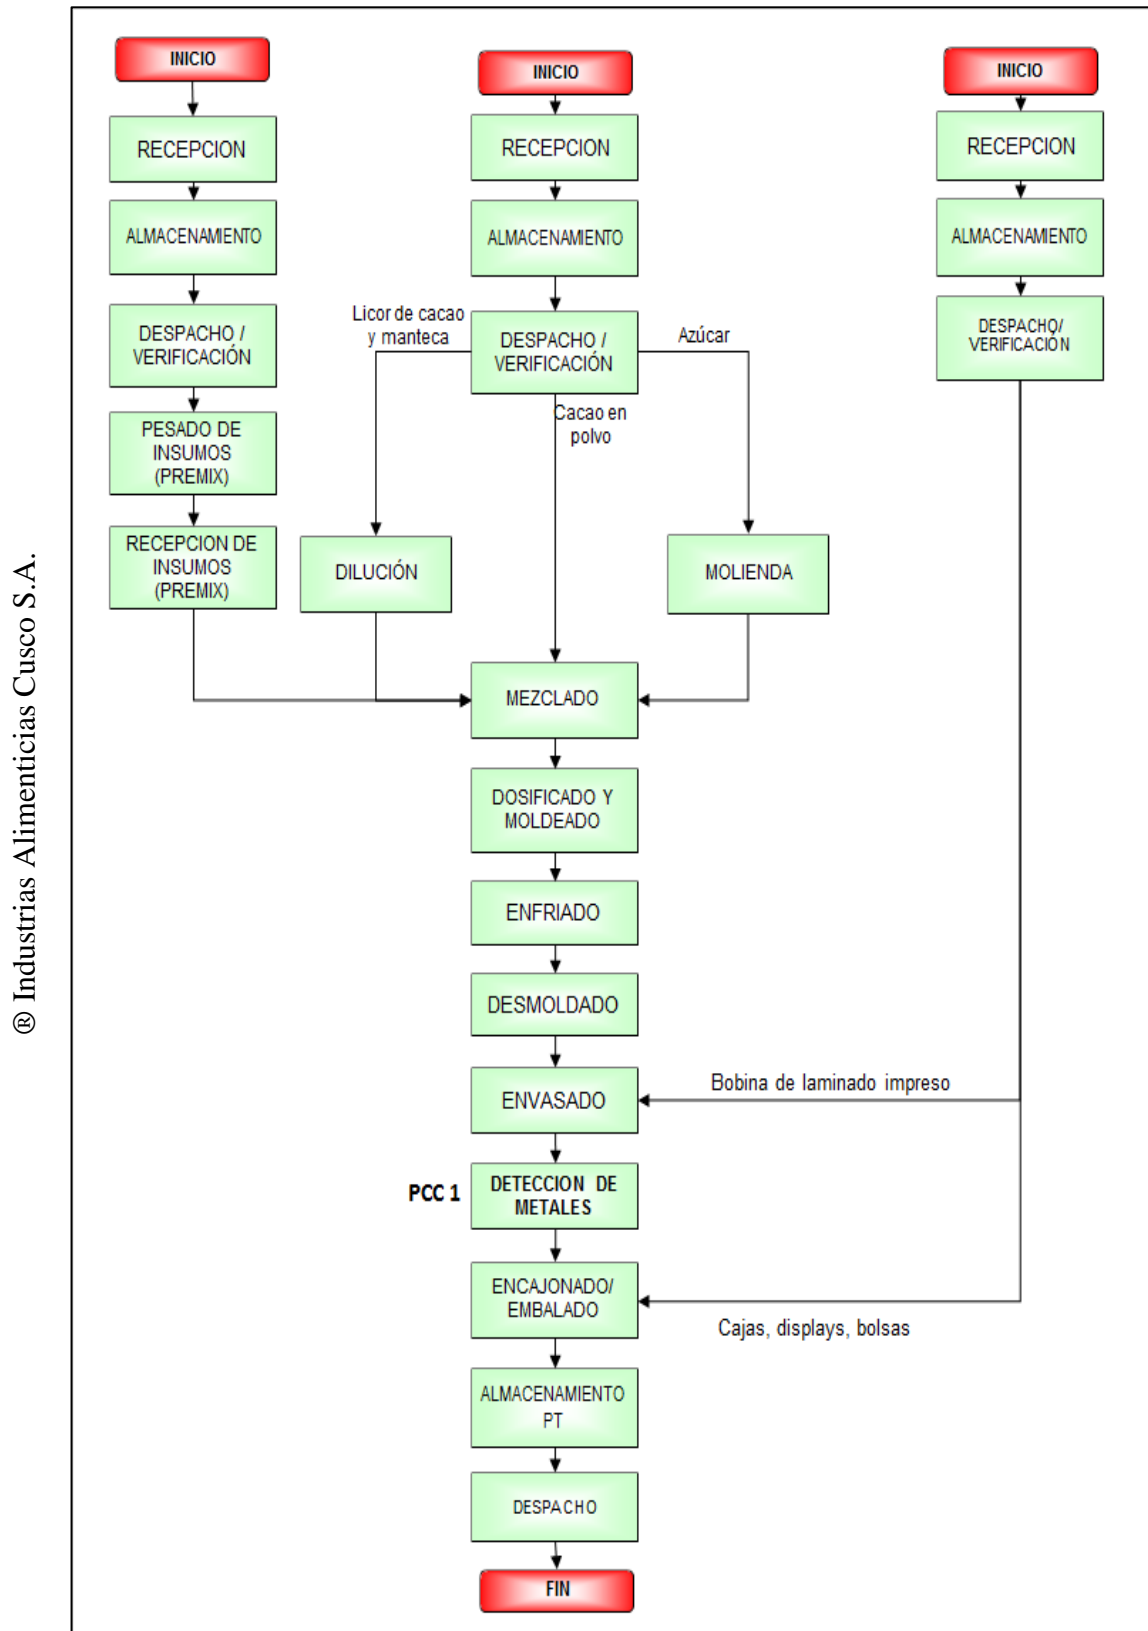 ® Industrias Alimenticias Cusco S.A.
INICIO
RECEPCION
ALMACENAMIENTO
DESPACHO /
VERIFICACIÓN
PESADO DE
INSUMOS
(PREMIX)
RECEPCION DE
INSUMOS
(PREMIX)
INICIO
RECEPCION
ALMACENAMIENTO
DESPACHO /
VERIFICACIÓN
Licor de cacao
y manteca
Azúcar
Cacao en
polvo
DILUCIÓN
MOLIENDA
MEZCLADO
DOSIFICADO Y
MOLDEADO
ENFRIADO
DESMOLDADO
ENVASADO
PCC 1
DETECCION DE
METALES
ENCAJONADO/
EMBALADO
ALMACENAMIENTO
PT
DESPACHO
FIN
INICIO
RECEPCION
ALMACENAMIENTO
DESPACHO/
VERIFICACIÓN
Bobina de laminado impreso
Cajas, displays, bolsas